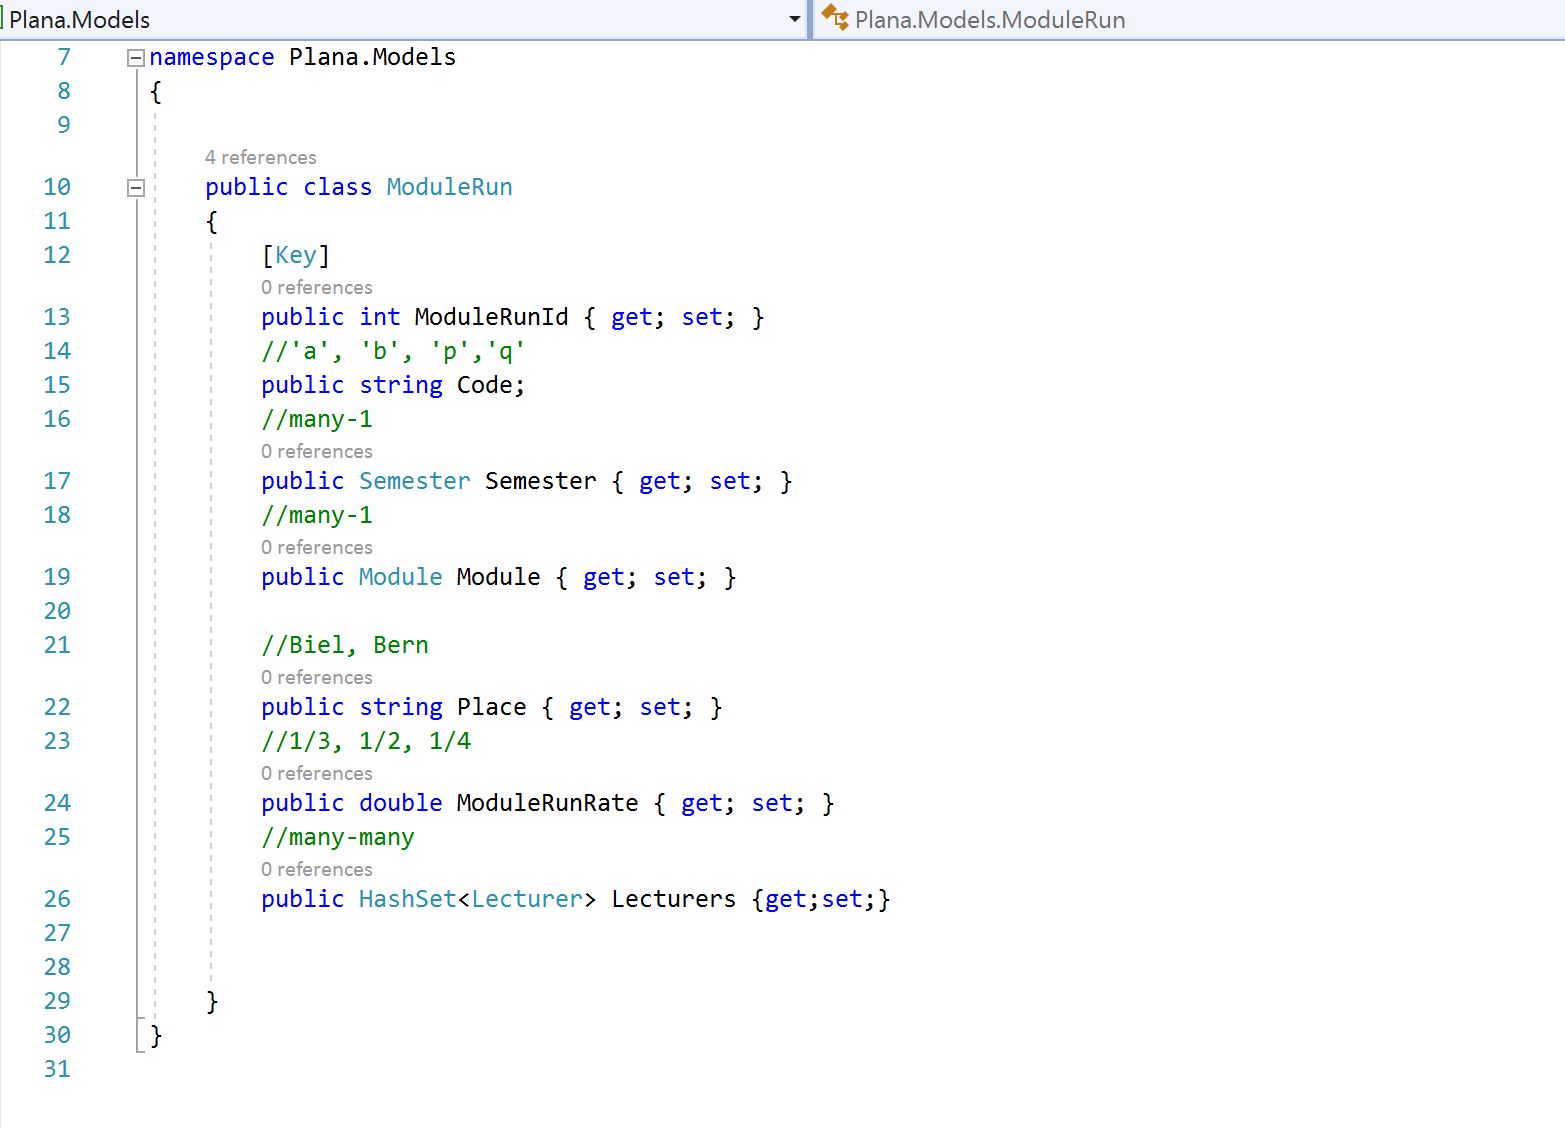 Plana.Models
Plana.Models.ModuleRun
7 namespace Plana.Models
8 {
9
4 references
10 public class ModuleRun
11 {
12 [Key]
0 references
13 public int ModuleRunId { get; set; }
14 //'a', 'b', 'p','q'
15 public string Code;
16 //many-1
0 references
17 public Semester Semester { get; set; }
18 //many-1
0 references
19 public Module Module { get; set; }
20
21 //Biel, Bern
0 references
22 public string Place { get; set; }
23 //1/3, 1/2, 1/4
0 references
24 public double ModuleRunRate { get; set; }
25 //many-many
0 references
26 public HashSet<Lecturer> Lecturers {get;set;}
27
28
29 }
30 }
31